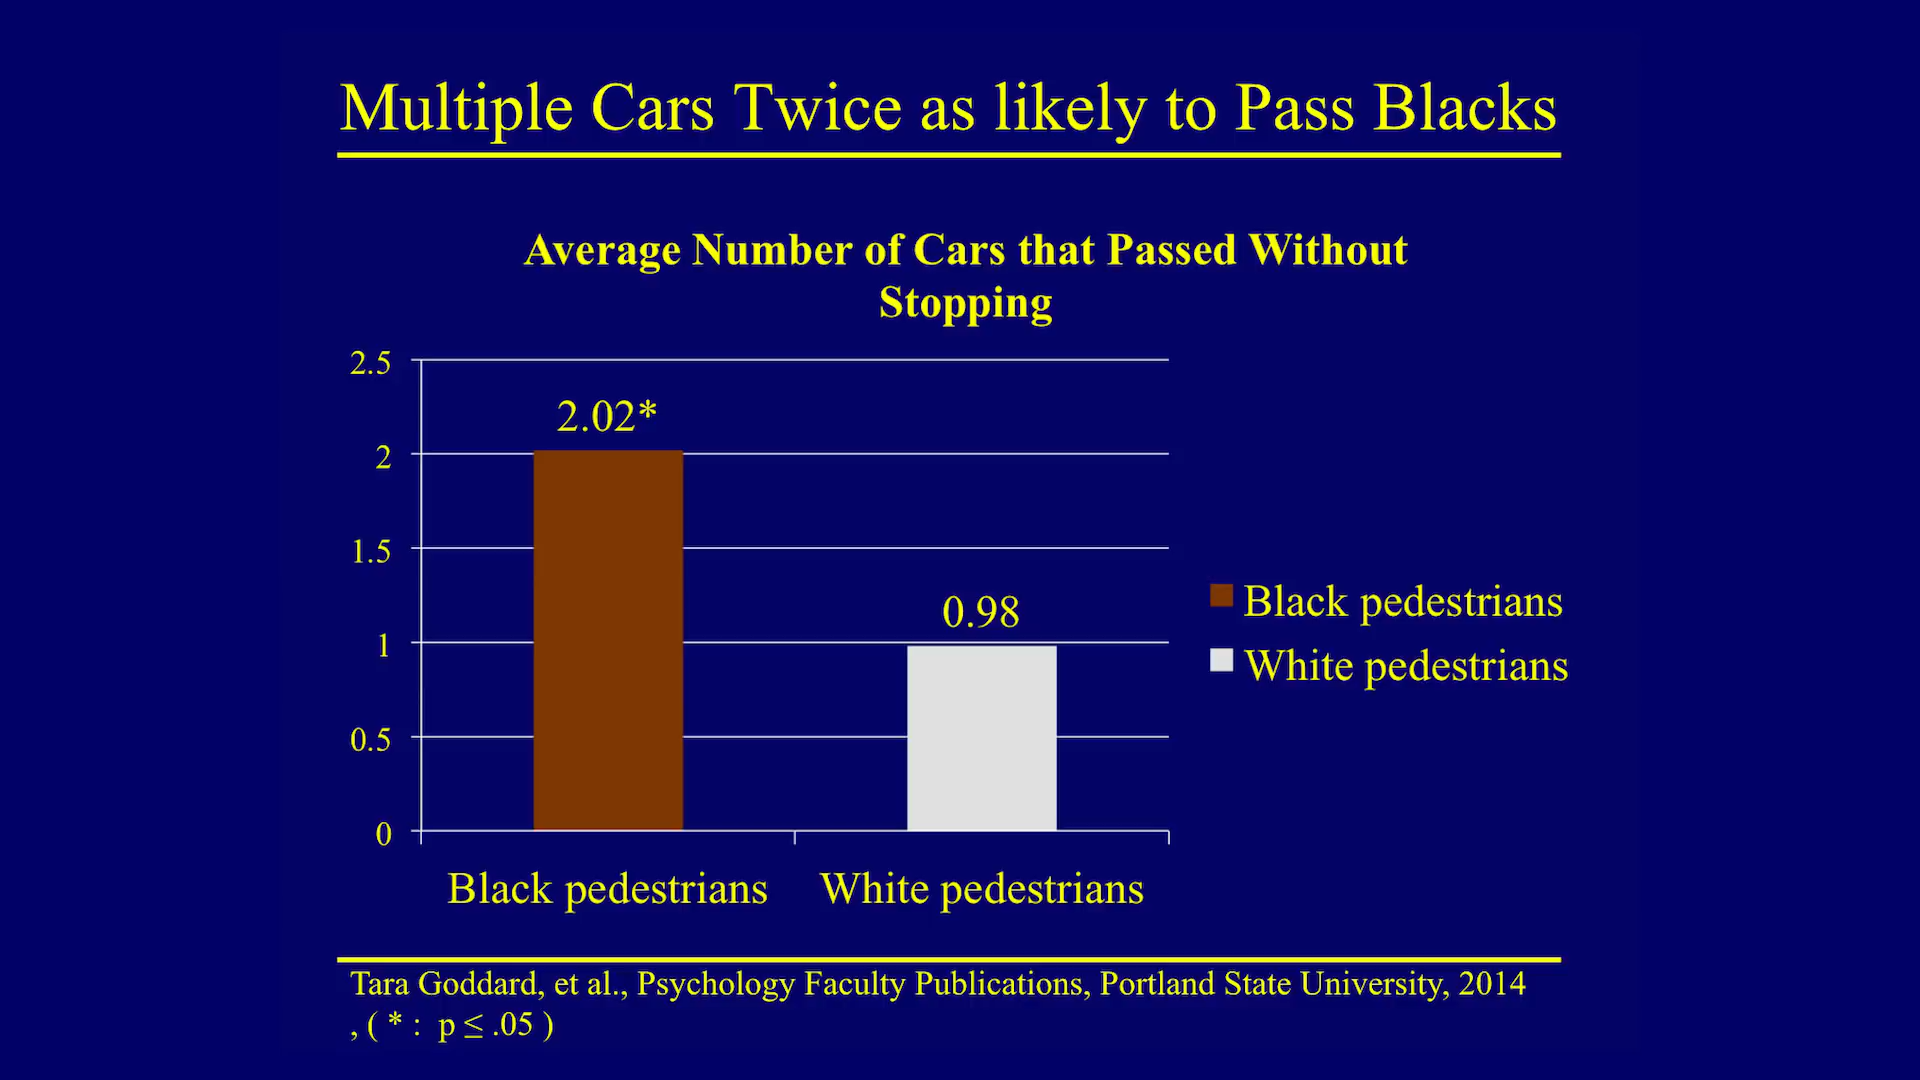 Multiple Cars Twice as likely to Pass Blacks
Average Number of Cars that Passed Without
Stopping
2.5
2
1.5
1
0.5
0
2.02*
0.98
Black pedestrians
White pedestrians
Black pedestrians
White pedestrians
Tara Goddard, et al., Psychology Faculty Publications, Portland State University, 2014
, ( * : p ≤ .05 )